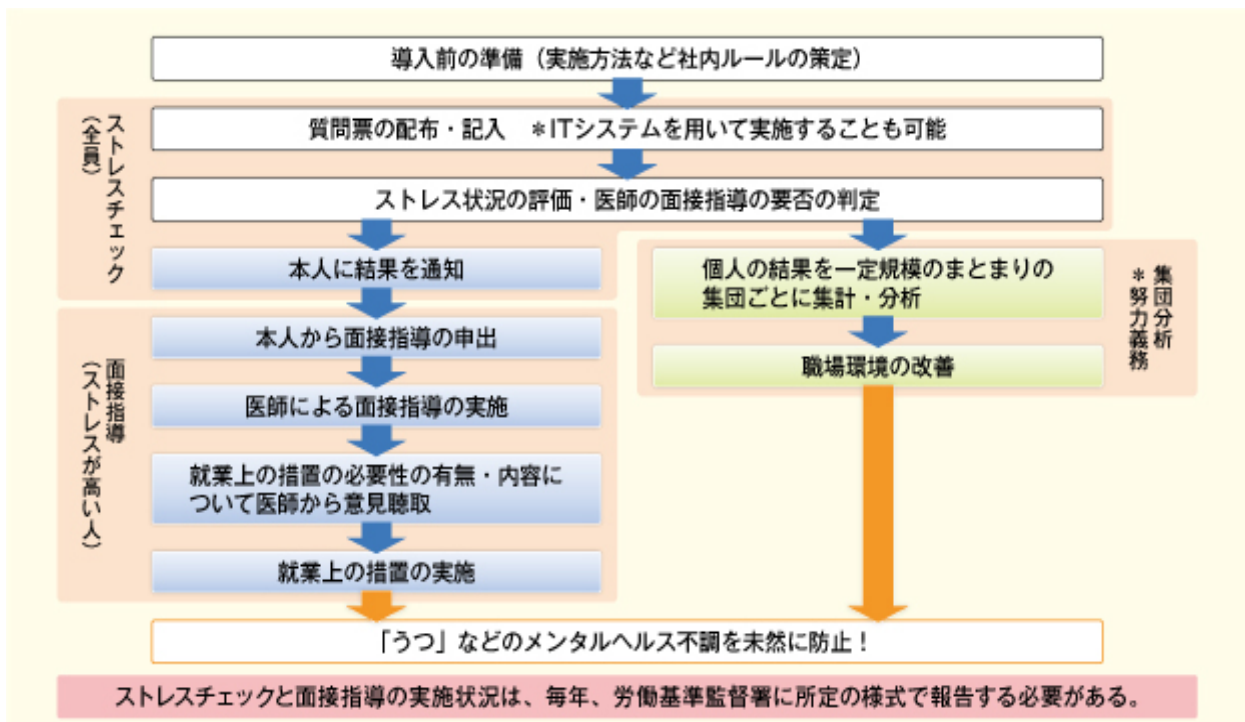 導入前の準備（実施方法など社内ルールの策定）
ストレスチェック
（全員）
質問票の配布・記入　＊ITシステムを用いて実施することも可能
ストレス状況の評価・医師の面接指導の要否の判定
本人に結果を通知
面接指導
（ストレスが高い人）
本人から面接指導の申出
医師による面接指導の実施
就業上の措置の必要性の有無・内容に
ついて医師から意見聴取
就業上の措置の実施
個人の結果を一定規模のまとまりの
集団ごとに集計・分析
職場環境の改善
集団分析
＊努力義務
「うつ」などのメンタルヘルス不調を未然に防止！
ストレスチェックと面接指導の実施状況は、毎年、労働基準監督署に所定の様式で報告する必要がある。